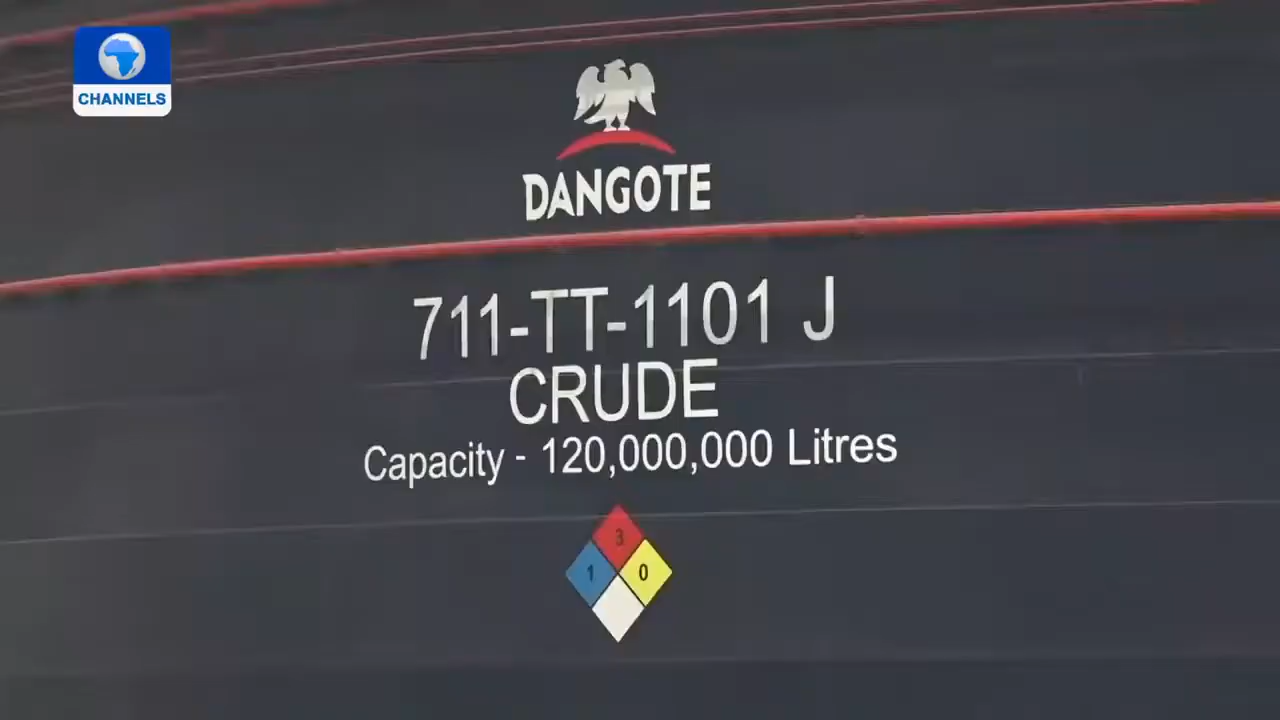 CHANNELS
DANGOTE
711-TT-1101 J
CRUDE
Capacity - 120,000,000 Litres
3
1 0